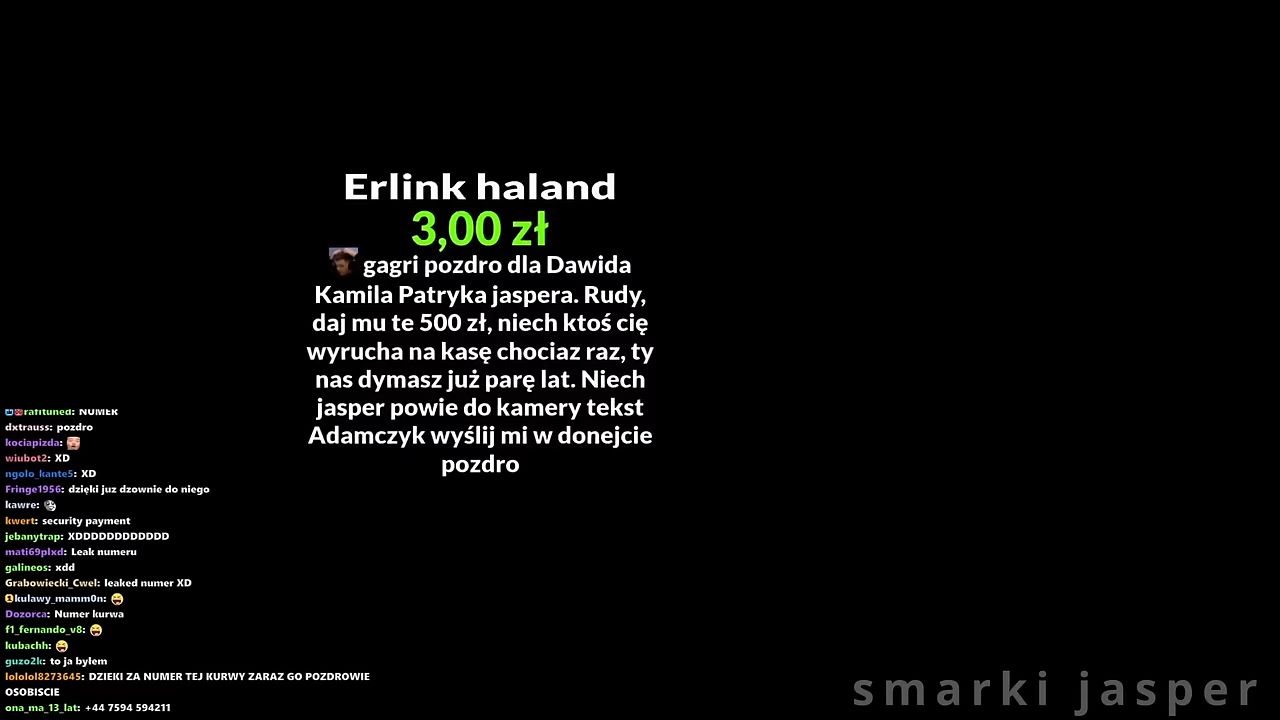 Erlink haland
3,00 zł
gagri pozdro dla Dawida
Kamila Patryka jaspera. Rudy,
daj mu te 500 zł, niech ktoś cię
wyrucha na kasę chociaz raz, ty
nas dymasz już parę lat. Niech
jasper powie do kamery tekst
Adamczyk wyślij mi w donejcie
pozdro
rafituned: NUMER
dxtrauss: pozdro
kociapizda:
wiubot2: XD
ngolo_kante5: XD
Fringe1956: dzięki juz dzownie do niego
kawre:
kwert: security payment
jebanytrap: XDDDDDDDDDDDD
mati69plxd: Leak numeru
galineos: xdd
Grabowiecki_Cwel: leaked numer XD
kulawy_mamm0n:
Dozorca: Numer kurwa
f1_fernando_v8:
kubachh:
guzo2k: to ja byłem
lololol8273645: DZIEKI ZA NUMER TEJ KURWY ZARAZ GO POZDROWIE
OSOBISCIE
ona_ma_13_lat: +44 7594 594211
smarki jasper